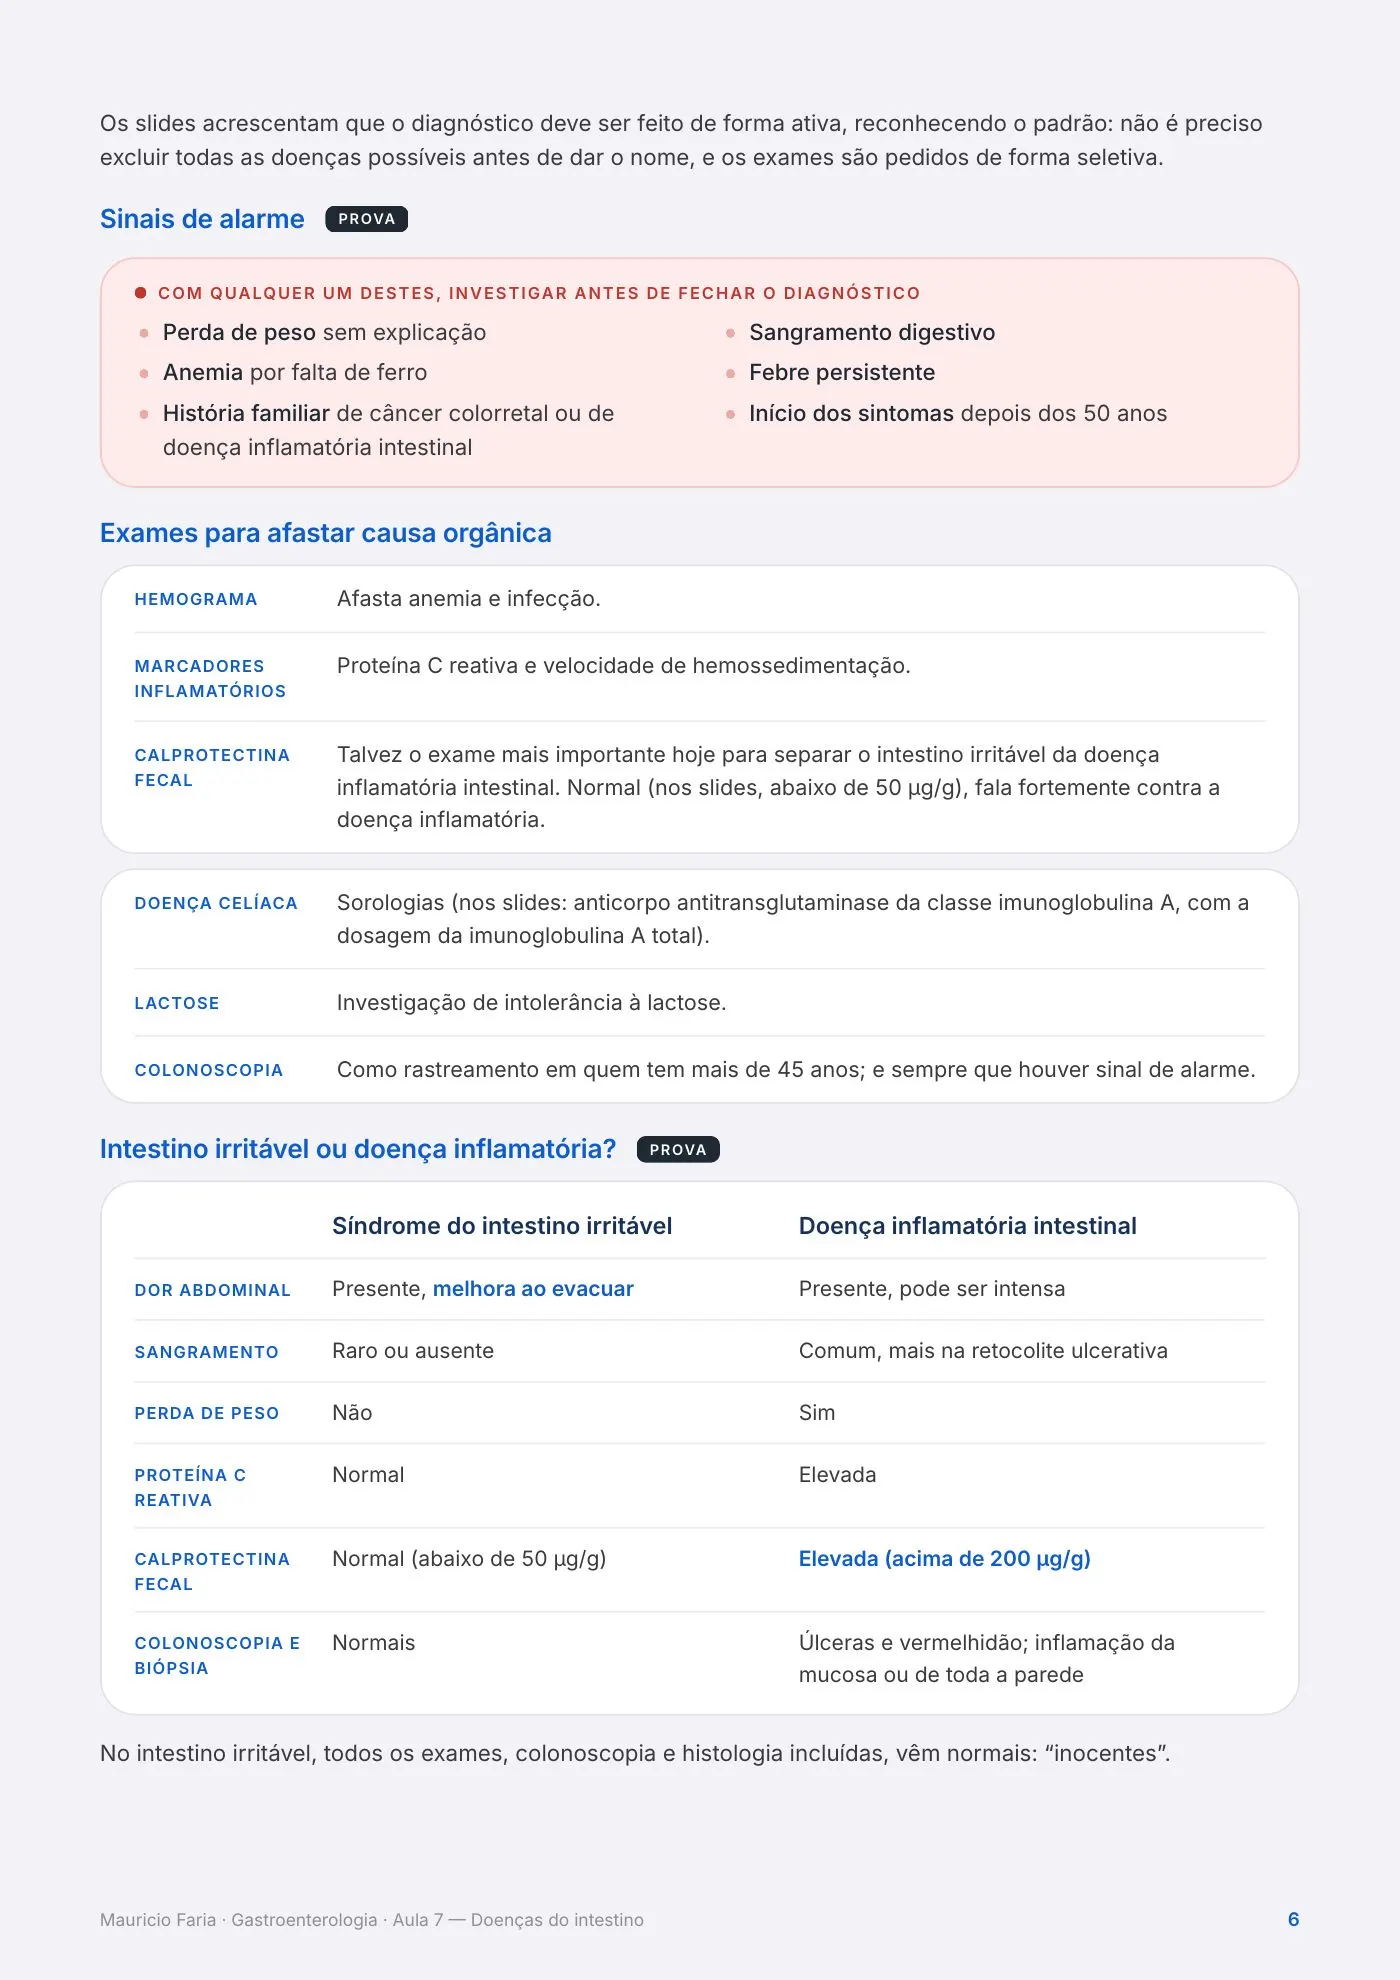 Os slides acrescentam que o diagnóstico deve ser feito de forma ativa, reconhecendo o padrão: não é preciso
excluir todas as doenças possíveis antes de dar o nome, e os exames são pedidos de forma seletiva.
Sinais de alarme PROVA
COM QUALQUER UM DESTES, INVESTIGAR ANTES DE FECHAR O DIAGNÓSTICO
Perda de peso sem explicação
Anemia por falta de ferro
História familiar de câncer colorretal ou de
doença inflamatória intestinal
Sangramento digestivo
Febre persistente
Início dos sintomas depois dos 50 anos
Exames para afastar causa orgânica
HEMOGRAMA Afasta anemia e infecção.
MARCADORES
INFLAMATÓRIOS
Proteína C reativa e velocidade de hemossedimentação.
CALPROTECTINA
FECAL
Talvez o exame mais importante hoje para separar o intestino irritável da doença
inflamatória intestinal. Normal (nos slides, abaixo de 50 µg/g), fala fortemente contra a
doença inflamatória.
DOENÇA CELÍACA
Sorologias (nos slides: anticorpo antitransglutaminase da classe imunoglobulina A, com a
dosagem da imunoglobulina A total).
LACTOSE Investigação de intolerância à lactose.
COLONOSCOPIA Como rastreamento em quem tem mais de 45 anos; e sempre que houver sinal de alarme.
Intestino irritável ou doença inflamatória? PROVA
Síndrome do intestino irritável Doença inflamatória intestinal
DOR ABDOMINAL Presente, melhora ao evacuar Presente, pode ser intensa
SANGRAMENTO Raro ou ausente Comum, mais na retocolite ulcerativa
PERDA DE PESO Não Sim
PROTEÍNA C
REATIVA
Normal Elevada
CALPROTECTINA
FECAL
Normal (abaixo de 50 µg/g) Elevada (acima de 200 µg/g)
COLONOSCOPIA E
BIÓPSIA
Normais
Úlceras e vermelhidão; inflamação da
mucosa ou de toda a parede
No intestino irritável, todos os exames, colonoscopia e histologia incluídas, vêm normais: “inocentes”.
Mauricio Faria · Gastroenterologia · Aula 7 — Doenças do intestino 6